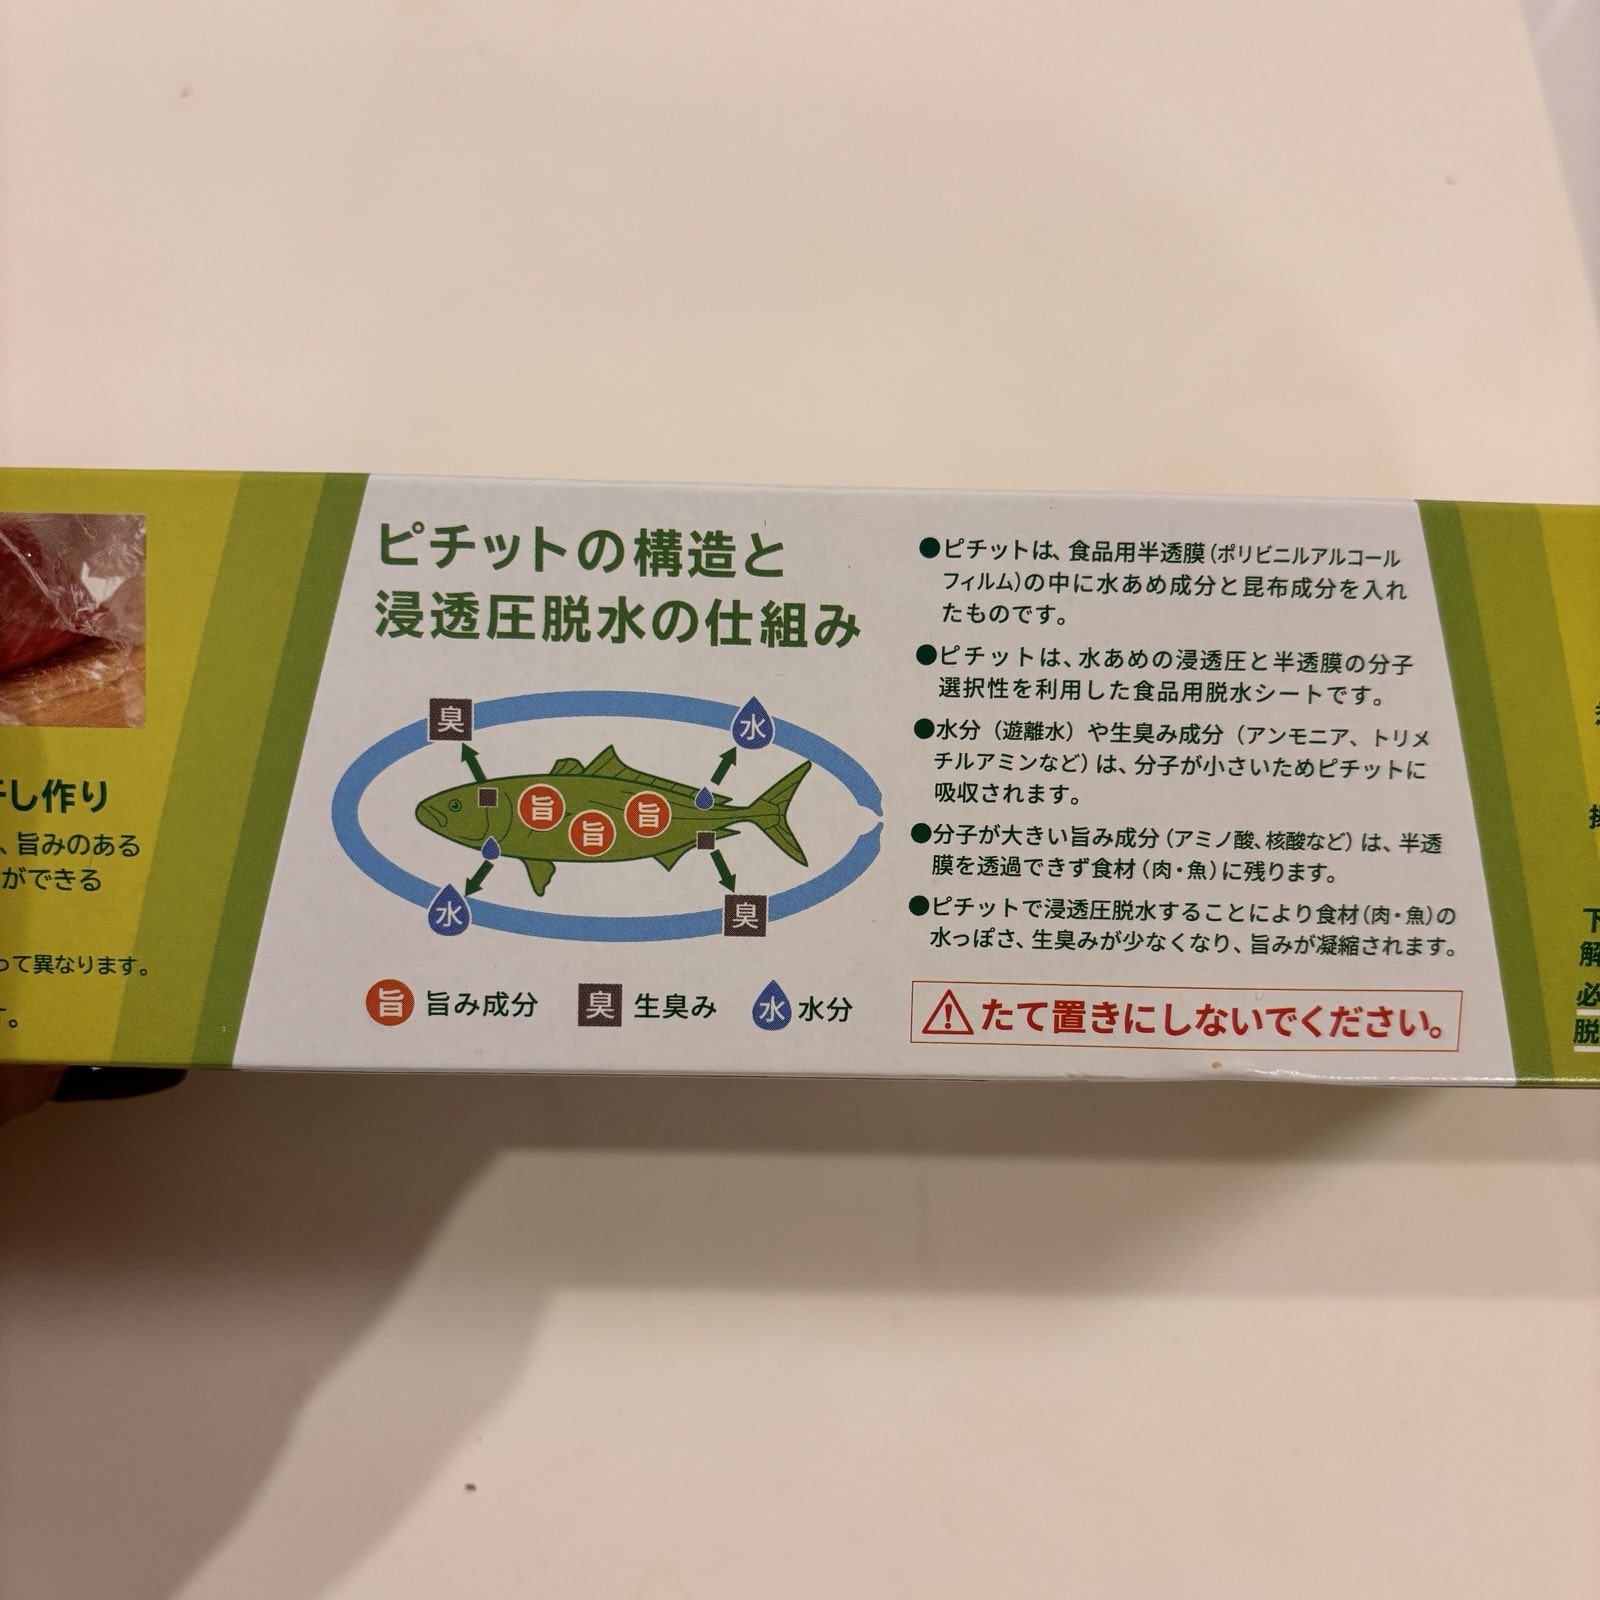 ピチットの構造と
浸透圧脱水の仕組み
臭
水
旨
旨
旨
水
臭
旨 旨み成分 臭 生臭み 水 水分
●ピチットは、食品用半透膜（ポリビニルアルコール
フィルム）の中に水あめ成分と昆布成分を入れ
たものです。
●ピチットは、水あめの浸透圧と半透膜の分子
選択性を利用した食品用脱水シートです。
●水分（遊離水）や生臭み成分（アンモニア、トリメ
チルアミンなど）は、分子が小さいためピチットに
吸収されます。
●分子が大きい旨み成分（アミノ酸、核酸など）は、半透
膜を透過できず食材（肉・魚）に残ります。
●ピチットで浸透圧脱水することにより食材（肉・魚）の
水っぽさ、生臭みが少なくなり、旨みが凝縮されます。
たて置きにしないでください。
し作り
、旨みのある
ができる
って異なります。
す。
下
解
必
脱